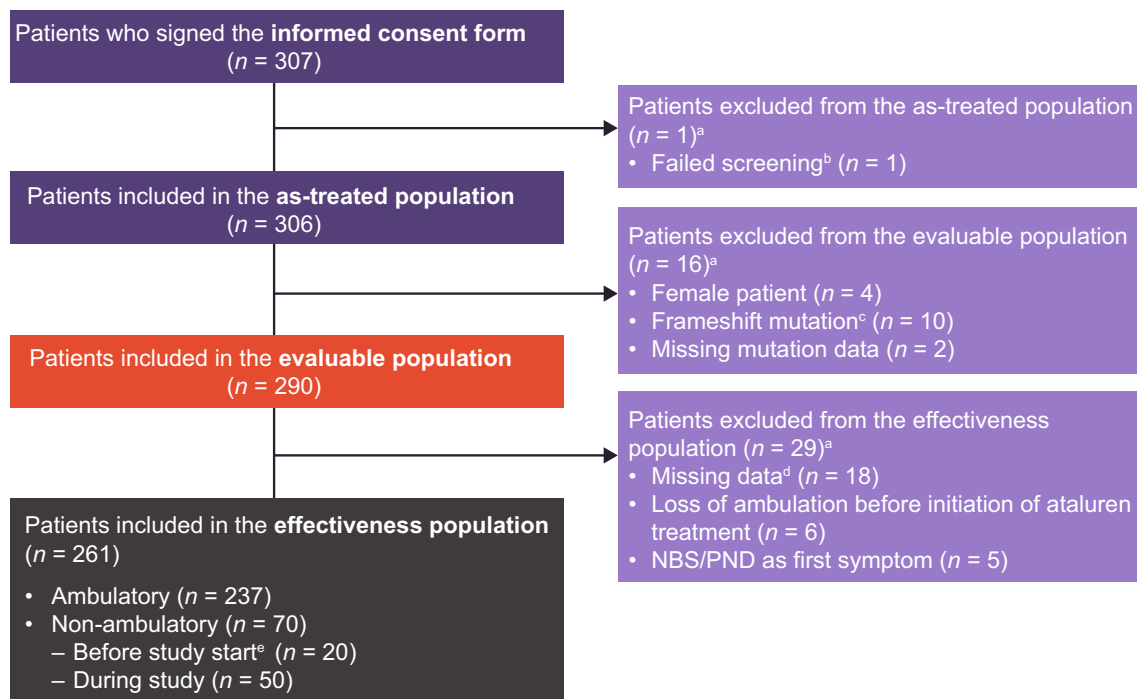 Patients who signed the informed consent form
(n = 307)
Patients excluded from the as-treated population
(n = 1)ᵃ
• Failed screeningᵇ (n = 1)
Patients included in the as-treated population
(n = 306)
Patients excluded from the evaluable population
(n = 16)ᵃ
• Female patient (n = 4)
• Frameshift mutationᶜ (n = 10)
• Missing mutation data (n = 2)
Patients included in the evaluable population
(n = 290)
Patients excluded from the effectiveness
population (n = 29)ᵃ
• Missing dataᵈ (n = 18)
• Loss of ambulation before initiation of ataluren
treatment (n = 6)
• NBS/PND as first symptom (n = 5)
Patients included in the effectiveness population
(n = 261)
• Ambulatory (n = 237)
• Non-ambulatory (n = 70)
– Before study startᵉ (n = 20)
– During study (n = 50)